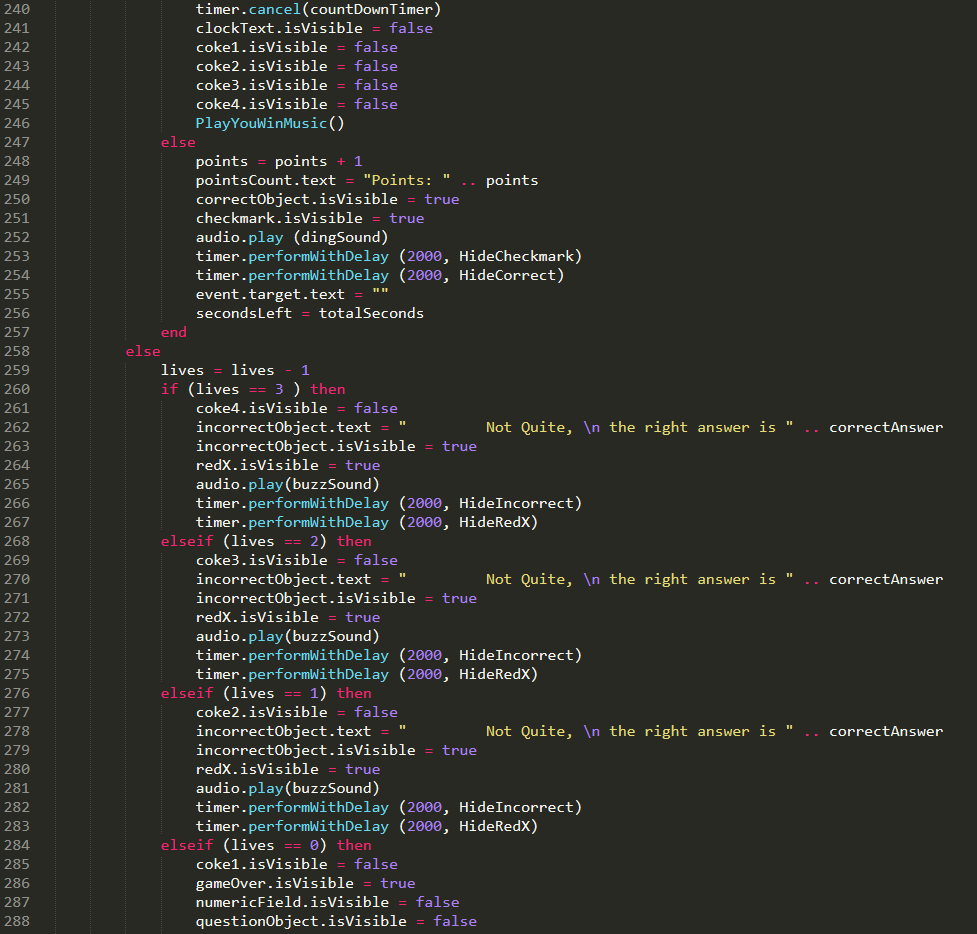 240 timer.cancel(countDownTimer)
241 clockText.isVisible = false
242 coke1.isVisible = false
243 coke2.isVisible = false
244 coke3.isVisible = false
245 coke4.isVisible = false
246 PlayYouWinMusic()
247 else
248 points = points + 1
249 pointsCount.text = "Points: " .. points
250 correctObject.isVisible = true
251 checkmark.isVisible = true
252 audio.play (dingSound)
253 timer.performWithDelay (2000, HideCheckmark)
254 timer.performWithDelay (2000, HideCorrect)
255 event.target.text = ""
256 secondsLeft = totalSeconds
257 end
258 else
259 lives = lives - 1
260 if (lives == 3 ) then
261 coke4.isVisible = false
262 incorrectObject.text = "         Not Quite, \n the right answer is " .. correctAnswer
263 incorrectObject.isVisible = true
264 redX.isVisible = true
265 audio.play(buzzSound)
266 timer.performWithDelay (2000, HideIncorrect)
267 timer.performWithDelay (2000, HideRedX)
268 elseif (lives == 2) then
269 coke3.isVisible = false
270 incorrectObject.text = "         Not Quite, \n the right answer is " .. correctAnswer
271 incorrectObject.isVisible = true
272 redX.isVisible = true
273 audio.play(buzzSound)
274 timer.performWithDelay (2000, HideIncorrect)
275 timer.performWithDelay (2000, HideRedX)
276 elseif (lives == 1) then
277 coke2.isVisible = false
278 incorrectObject.text = "         Not Quite, \n the right answer is " .. correctAnswer
279 incorrectObject.isVisible = true
280 redX.isVisible = true
281 audio.play(buzzSound)
282 timer.performWithDelay (2000, HideIncorrect)
283 timer.performWithDelay (2000, HideRedX)
284 elseif (lives == 0) then
285 coke1.isVisible = false
286 gameOver.isVisible = true
287 numericField.isVisible = false
288 questionObject.isVisible = false